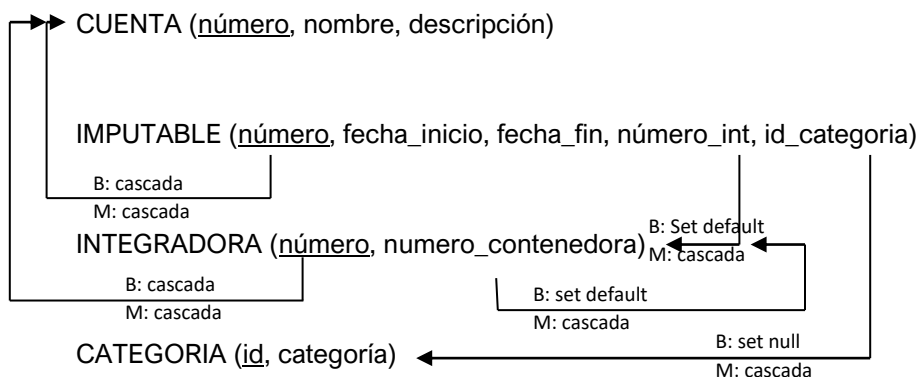 CUENTA (número, nombre, descripción)
IMPUTABLE (número, fecha_inicio, fecha_fin, número_int, id_categoria)
B: cascada
M: cascada
B: Set default
M: cascada
INTEGRADORA (número, numero_contenedora)
B: cascada
M: cascada
B: set default
M: cascada
B: set null
M: cascada
CATEGORIA (id, categoría)